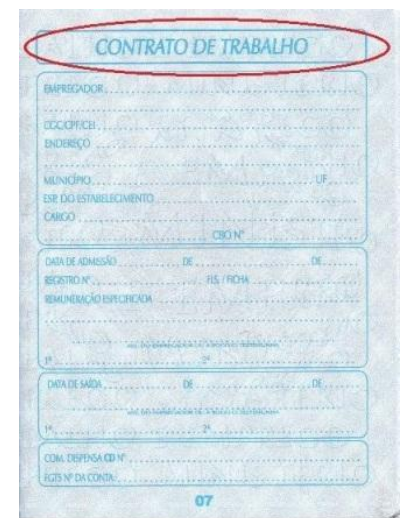 CONTRATO DE TRABALHO
EMPREGADOR
CGC/CPF/CEI
ENDEREÇO
MUNICÍPIO UF
ESP. DO ESTABELECIMENTO
CARGO
CBO Nº
DATA DE ADMISSÃO DE DE
REGISTRO Nº FLS. / FICHA
REMUNERAÇÃO ESPECIFICADA
1ª 2ª
DATA DE SAÍDA DE DE
1ª 2ª
COM. DISPENSA CD Nº
FGTS Nº DA CONTA:
07